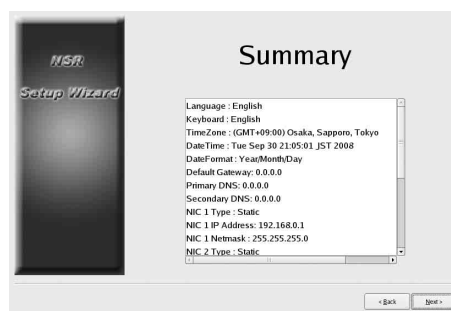 NSR
Setup Wizard
Summary
Language : English
Keyboard : English
TimeZone : (GMT+09:00) Osaka, Sapporo, Tokyo
DateTime : Tue Sep 30 21:05:01 JST 2008
DateFormat : Year/Month/Day
Default Gateway: 0.0.0.0
Primary DNS: 0.0.0.0
Secondary DNS: 0.0.0.0
NIC 1 Type : Static
NIC 1 IP Address: 192.168.0.1
NIC 1 Netmask : 255.255.255.0
NIC 2 Type : Static
< Back
Next >